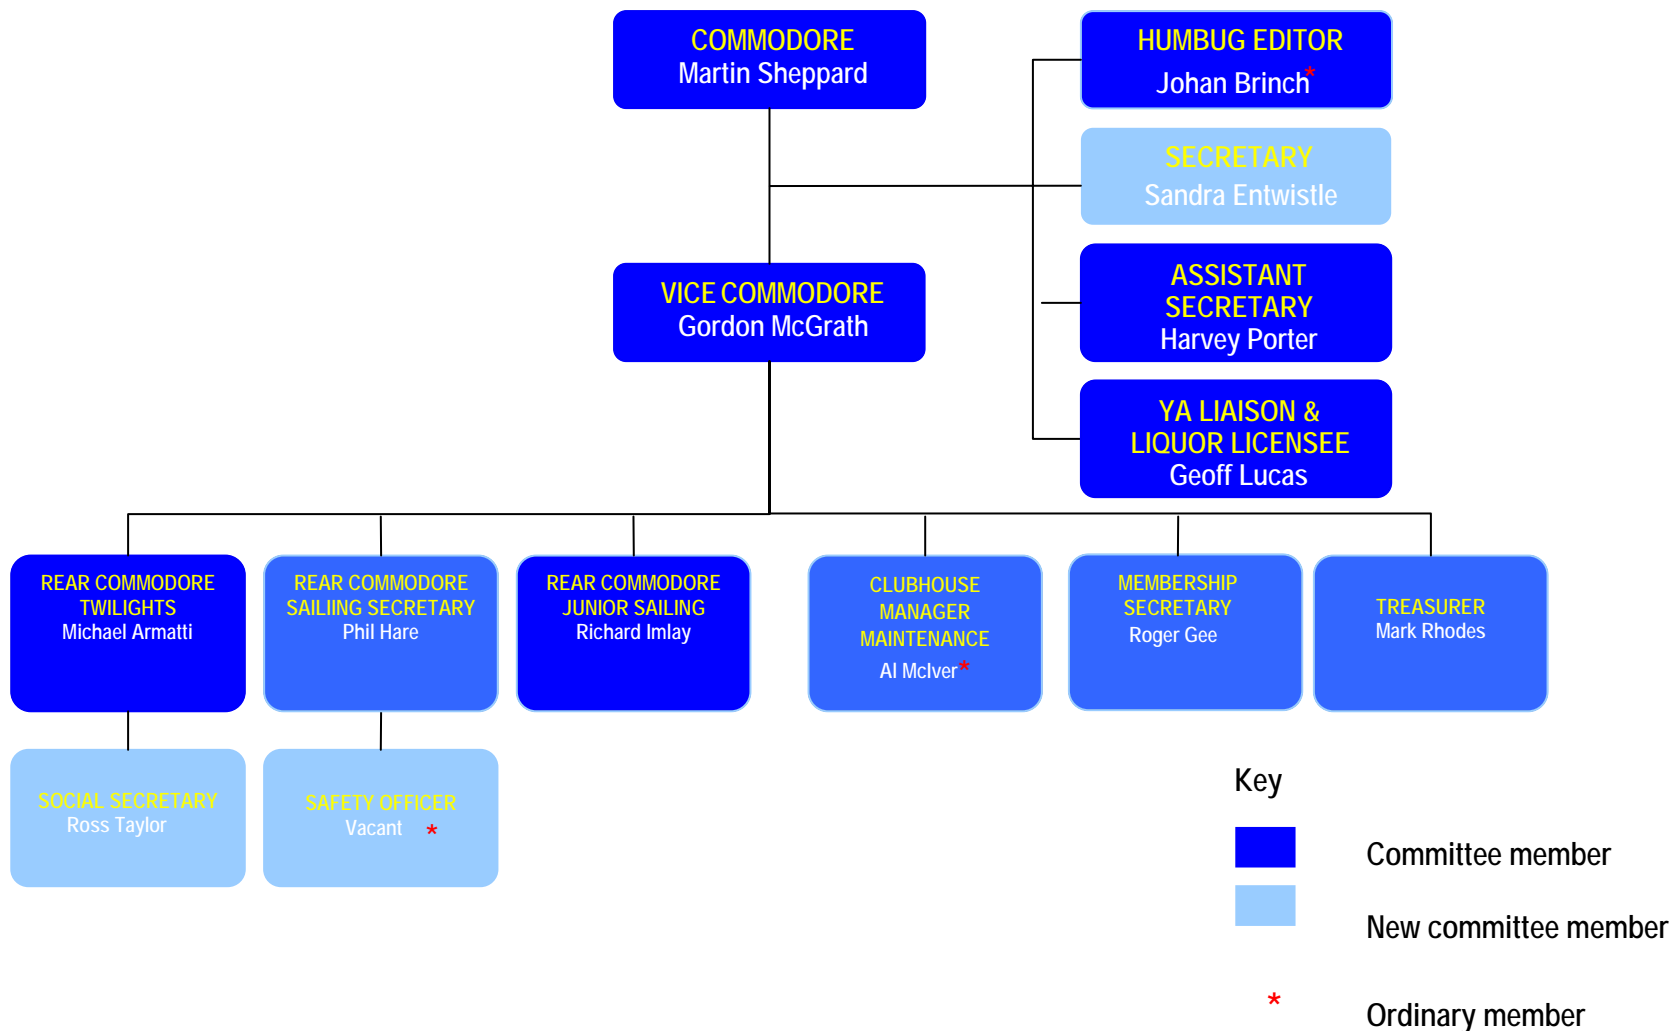 COMMODORE
Martin Sheppard
HUMBUG EDITOR
Johan Brinch*
SECRETARY
Sandra Entwistle
VICE COMMODORE
Gordon McGrath
ASSISTANT
SECRETARY
Harvey Porter
YA LIAISON &
LIQUOR LICENSEE
Geoff Lucas
REAR COMMODORE
TWILIGHTS
Michael Armatti
REAR COMMODORE
SAILIING SECRETARY
Phil Hare
REAR COMMODORE
JUNIOR SAILING
Richard Imlay
CLUBHOUSE
MANAGER
MAINTENANCE
Al McIver*
MEMBERSHIP
SECRETARY
Roger Gee
TREASURER
Mark Rhodes
SOCIAL SECRETARY
Ross Taylor
SAFETY OFFICER
Vacant *
Key
Committee member
New committee member
* Ordinary member